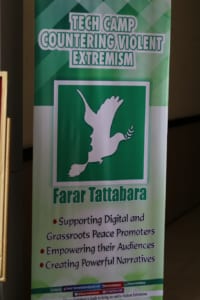 TECH CAMP
COUNTERING VIOLENT
EXTREMISM
Farar Tattabara
• Supporting Digital and
Grassroots Peace Promoters
• Empowering their Audiences
• Creating Powerful Narratives